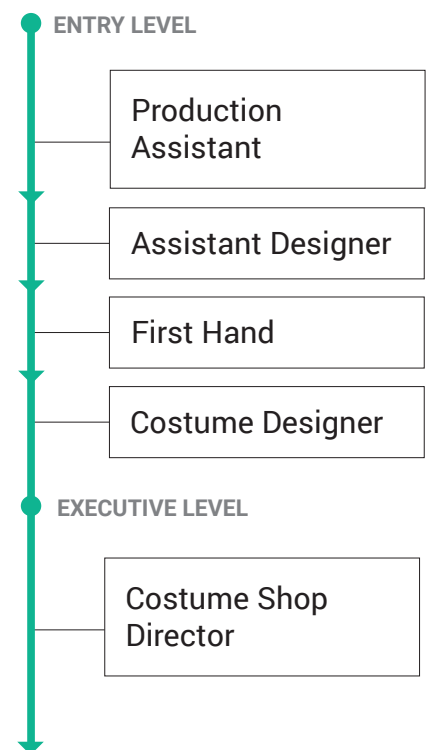 ENTRY LEVEL
Production
Assistant
Assistant Designer
First Hand
Costume Designer
EXECUTIVE LEVEL
Costume Shop
Director